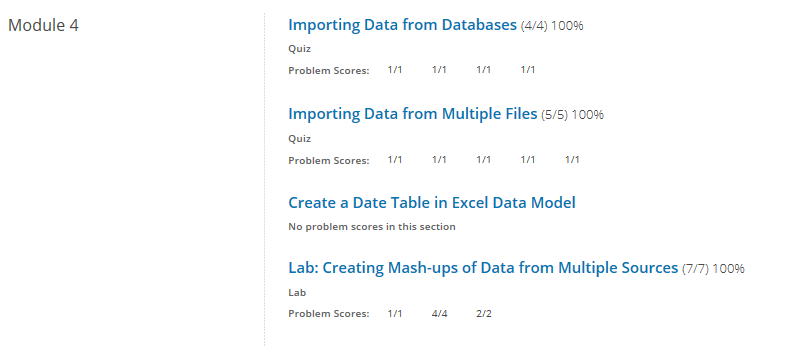 Module 4
Importing Data from Databases (4/4) 100%
Quiz
Problem Scores: 1/1 1/1 1/1 1/1
Importing Data from Multiple Files (5/5) 100%
Quiz
Problem Scores: 1/1 1/1 1/1 1/1 1/1
Create a Date Table in Excel Data Model
No problem scores in this section
Lab: Creating Mash-ups of Data from Multiple Sources (7/7) 100%
Lab
Problem Scores: 1/1 4/4 2/2